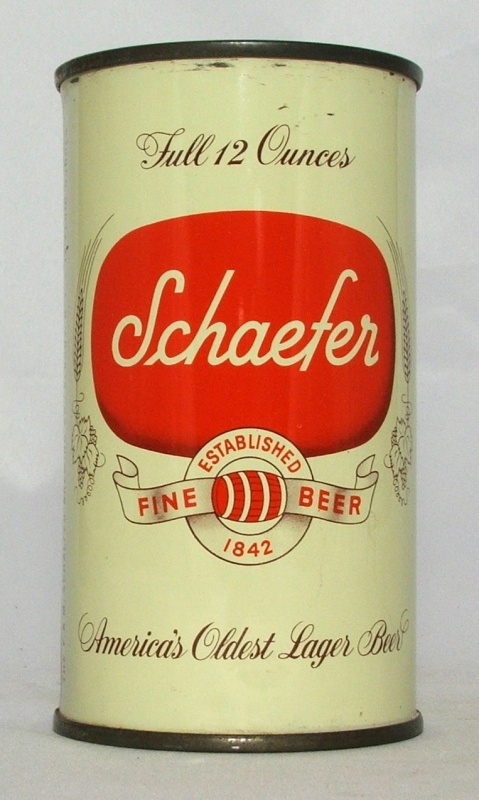 Full 12 Ounces
Schaefer
ESTABLISHED
FINE BEER
1842
America's Oldest Lager Beer